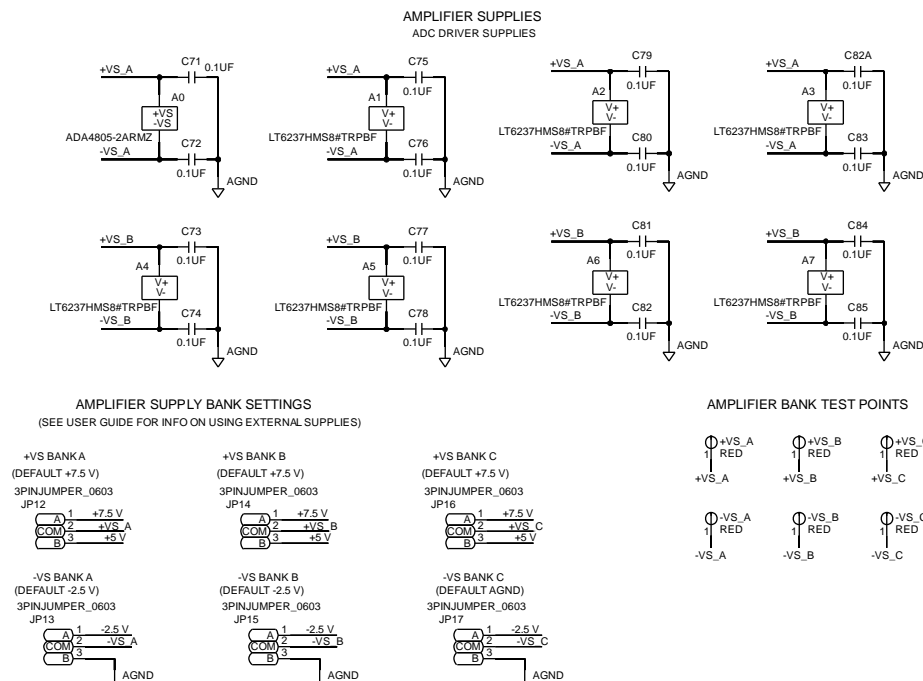 AMPLIFIER SUPPLIES
ADC DRIVER SUPPLIES
+VS_A
C71
0.1UF
A0
+VS
-VS
ADA4805-2ARMZ
-VS_A
C72
0.1UF
AGND
+VS_A
C75
0.1UF
A1
V+
V-
LT6237HMS8#TRPBF
-VS_A
C76
0.1UF
AGND
+VS_A
C79
0.1UF
A2
V+
V-
LT6237HMS8#TRPBF
-VS_A
C80
0.1UF
AGND
+VS_A
C82A
0.1UF
A3
V+
V-
LT6237HMS8#TRPBF
-VS_A
C83
0.1UF
AGND
+VS_B
C73
0.1UF
A4
V+
V-
LT6237HMS8#TRPBF
-VS_B
C74
0.1UF
AGND
+VS_B
C77
0.1UF
A5
V+
V-
LT6237HMS8#TRPBF
-VS_B
C78
0.1UF
AGND
+VS_B
C81
0.1UF
A6
V+
V-
LT6237HMS8#TRPBF
-VS_B
C82
0.1UF
AGND
+VS_B
C84
0.1UF
A7
V+
V-
LT6237HMS8#TRPBF
-VS_B
C85
0.1UF
AGND
AMPLIFIER SUPPLY BANK SETTINGS
(SEE USER GUIDE FOR INFO ON USING EXTERNAL SUPPLIES)
+VS BANK A
(DEFAULT +7.5 V)
3PINJUMPER_0603
JP12
A 1 +7.5 V
COM 2 +VS_A
B 3 +5 V
+VS BANK B
(DEFAULT +7.5 V)
3PINJUMPER_0603
JP14
A 1 +7.5 V
COM 2 +VS_B
B 3 +5 V
+VS BANK C
(DEFAULT +7.5 V)
3PINJUMPER_0603
JP16
A 1 +7.5 V
COM 2 +VS_C
B 3 +5 V
-VS BANK A
(DEFAULT -2.5 V)
3PINJUMPER_0603
JP13
A 1 -2.5 V
COM 2 -VS_A
B 3
AGND
-VS BANK B
(DEFAULT -2.5 V)
3PINJUMPER_0603
JP15
A 1 -2.5 V
COM 2 -VS_B
B 3
AGND
-VS BANK C
(DEFAULT AGND)
3PINJUMPER_0603
JP17
A 1 -2.5 V
COM 2 -VS_C
B 3
AGND
AMPLIFIER BANK TEST POINTS
+VS_A
1 RED
+VS_A
+VS_B
1 RED
+VS_B
+VS_C
1 RED
+VS_C
-VS_A
1 RED
-VS_A
-VS_B
1 RED
-VS_B
-VS_C
1 RED
-VS_C